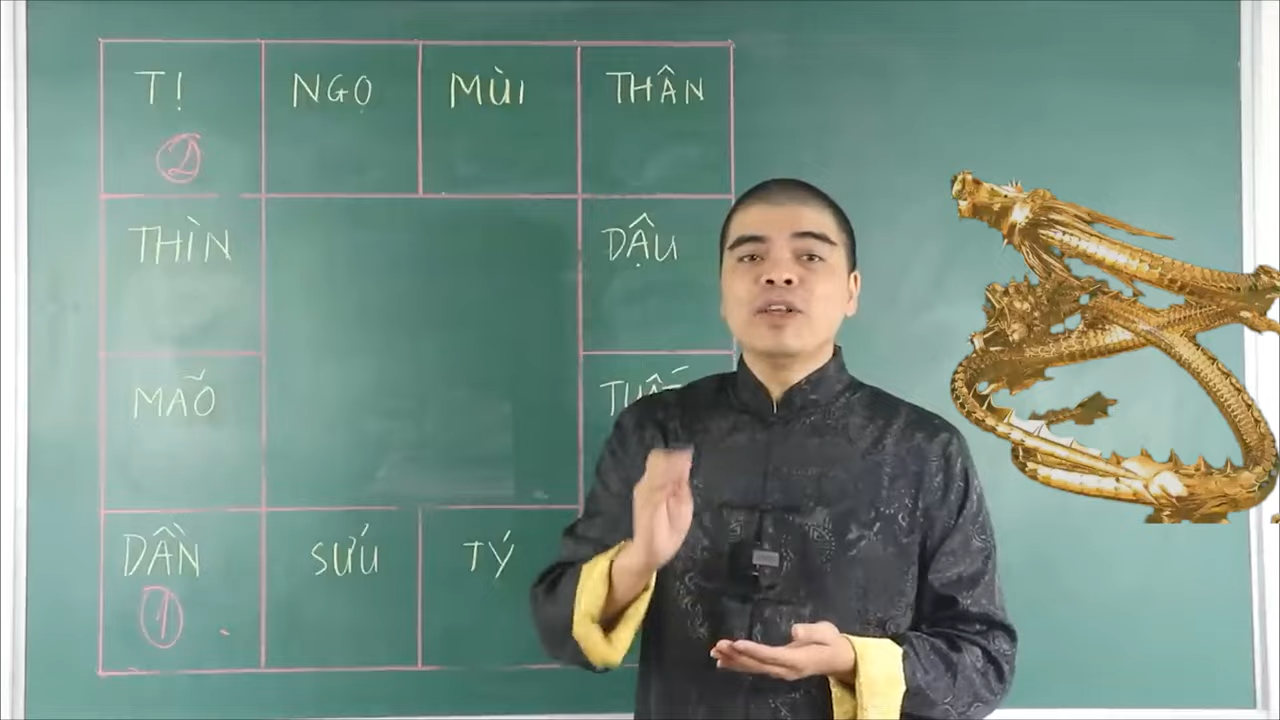 TỊ NGỌ MÙI THÂN
②
THÌN DẬU
MÃO
DẦN SỬU TÝ
①